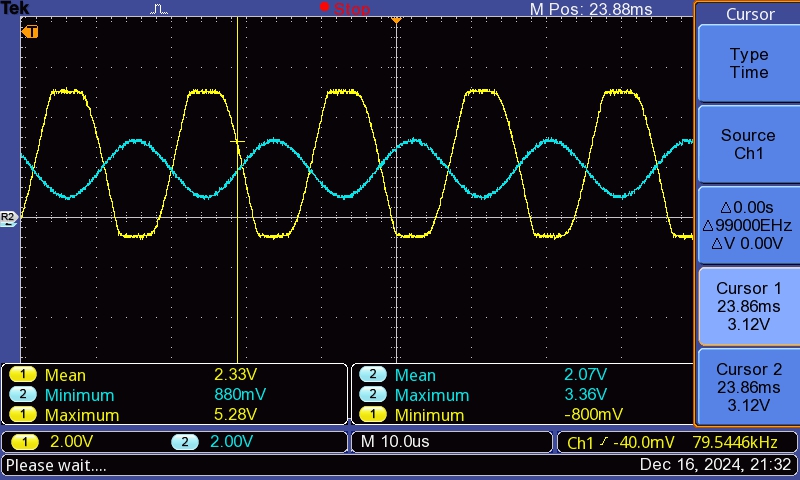 Tek
Stop
M Pos: 23.88ms
Cursor
T
Type
Time
Source
Ch1
R2
△0.00s
△99000EHz
△V 0.00V
Cursor 1
23.86ms
3.12V
Cursor 2
23.86ms
3.12V
1 Mean 2.33V
2 Minimum 880mV
1 Maximum 5.28V
2 Mean 2.07V
2 Maximum 3.36V
1 Minimum -800mV
1 2.00V 2 2.00V
M 10.0us
Ch1 -40.0mV 79.5446kHz
Please wait....
Dec 16, 2024, 21:32